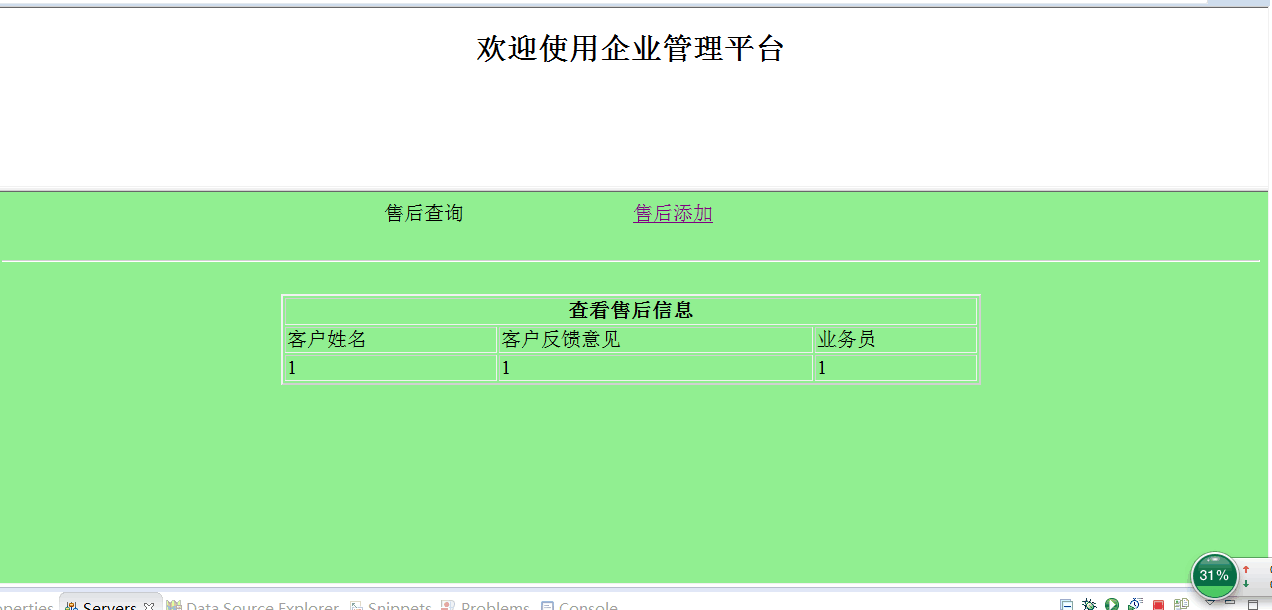 欢迎使用企业管理平台
售后查询 售后添加
查看售后信息
客户姓名 客户反馈意见 业务员
1 1 1
31%
Servers Data Source Explorer Snippets Problems Console